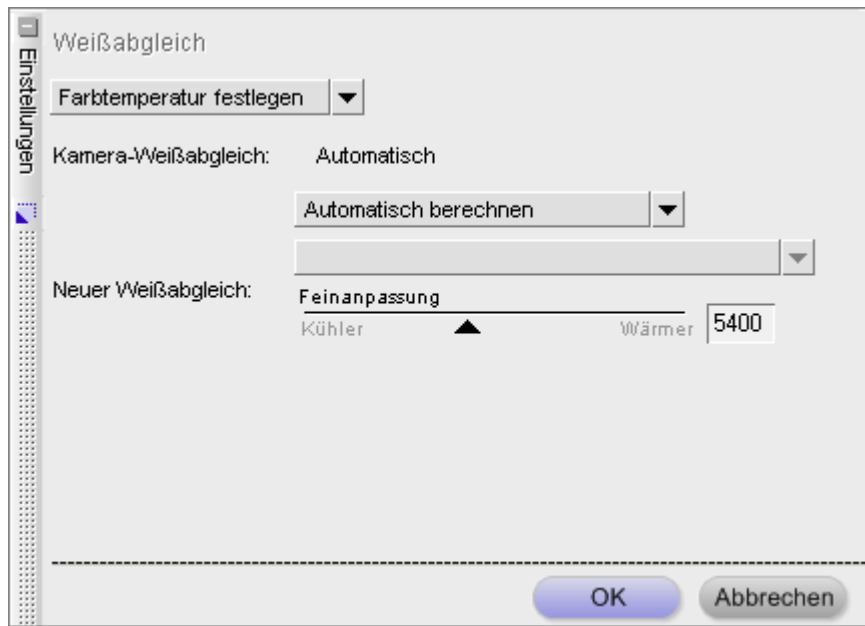 Einstellungen
Weißabgleich
Farbtemperatur festlegen
Kamera-Weißabgleich: Automatisch
Automatisch berechnen
Neuer Weißabgleich:
Feinanpassung
Kühler Wärmer 5400
OK Abbrechen